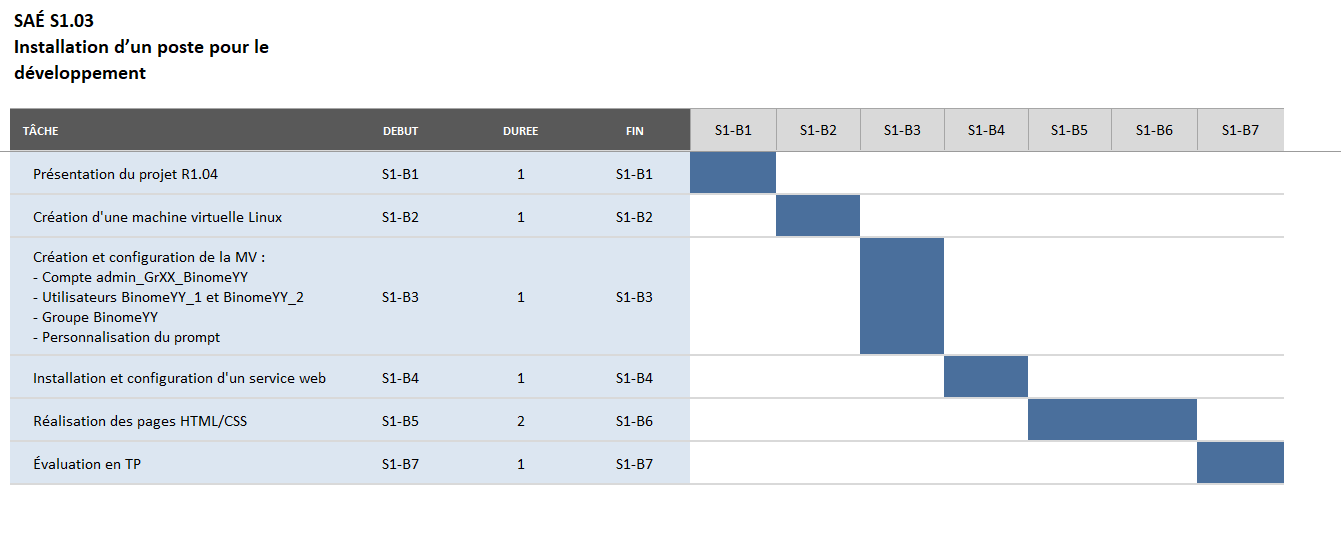 SAÉ S1.03
Installation d’un poste pour le
développement
TÂCHE DEBUT DUREE FIN S1-B1 S1-B2 S1-B3 S1-B4 S1-B5 S1-B6 S1-B7
Présentation du projet R1.04 S1-B1 1 S1-B1
Création d'une machine virtuelle Linux S1-B2 1 S1-B2
Création et configuration de la MV :
- Compte admin_GrXX_BinomeYY
- Utilisateurs BinomeYY_1 et BinomeYY_2 S1-B3 1 S1-B3
- Groupe BinomeYY
- Personnalisation du prompt
Installation et configuration d'un service web S1-B4 1 S1-B4
Réalisation des pages HTML/CSS S1-B5 2 S1-B6
Évaluation en TP S1-B7 1 S1-B7